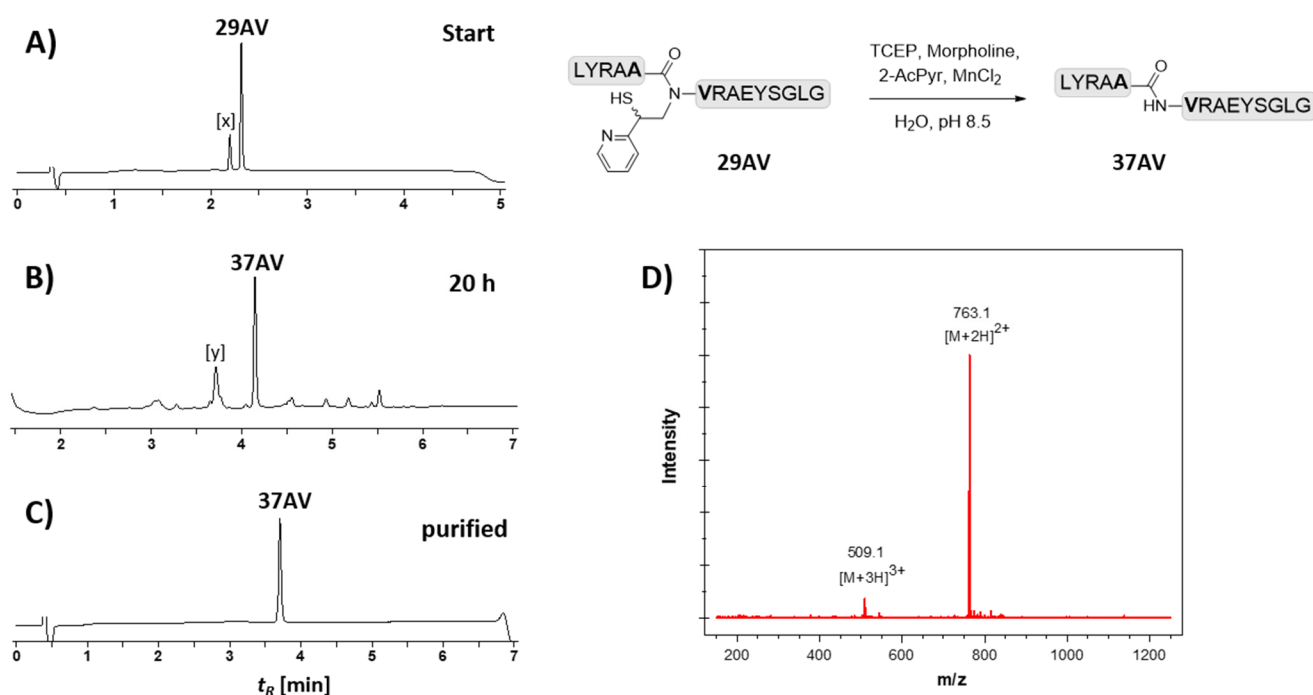 A)
29AV
Start
[x]
0 1 2 3 4 5
LYRAA
O
N
VRAEYSGLG
HS
N
29AV
TCEP, Morpholine,
2-AcPyr, MnCl2
H2O, pH 8.5
LYRAA
O
HN
VRAEYSGLG
37AV
B)
37AV
20 h
[y]
2 3 4 5 6 7
C)
37AV
purified
0 1 2 3 4 5 6 7
tR [min]
D)
763.1
[M+2H]2+
509.1
[M+3H]3+
Intensity
200 400 600 800 1000 1200
m/z